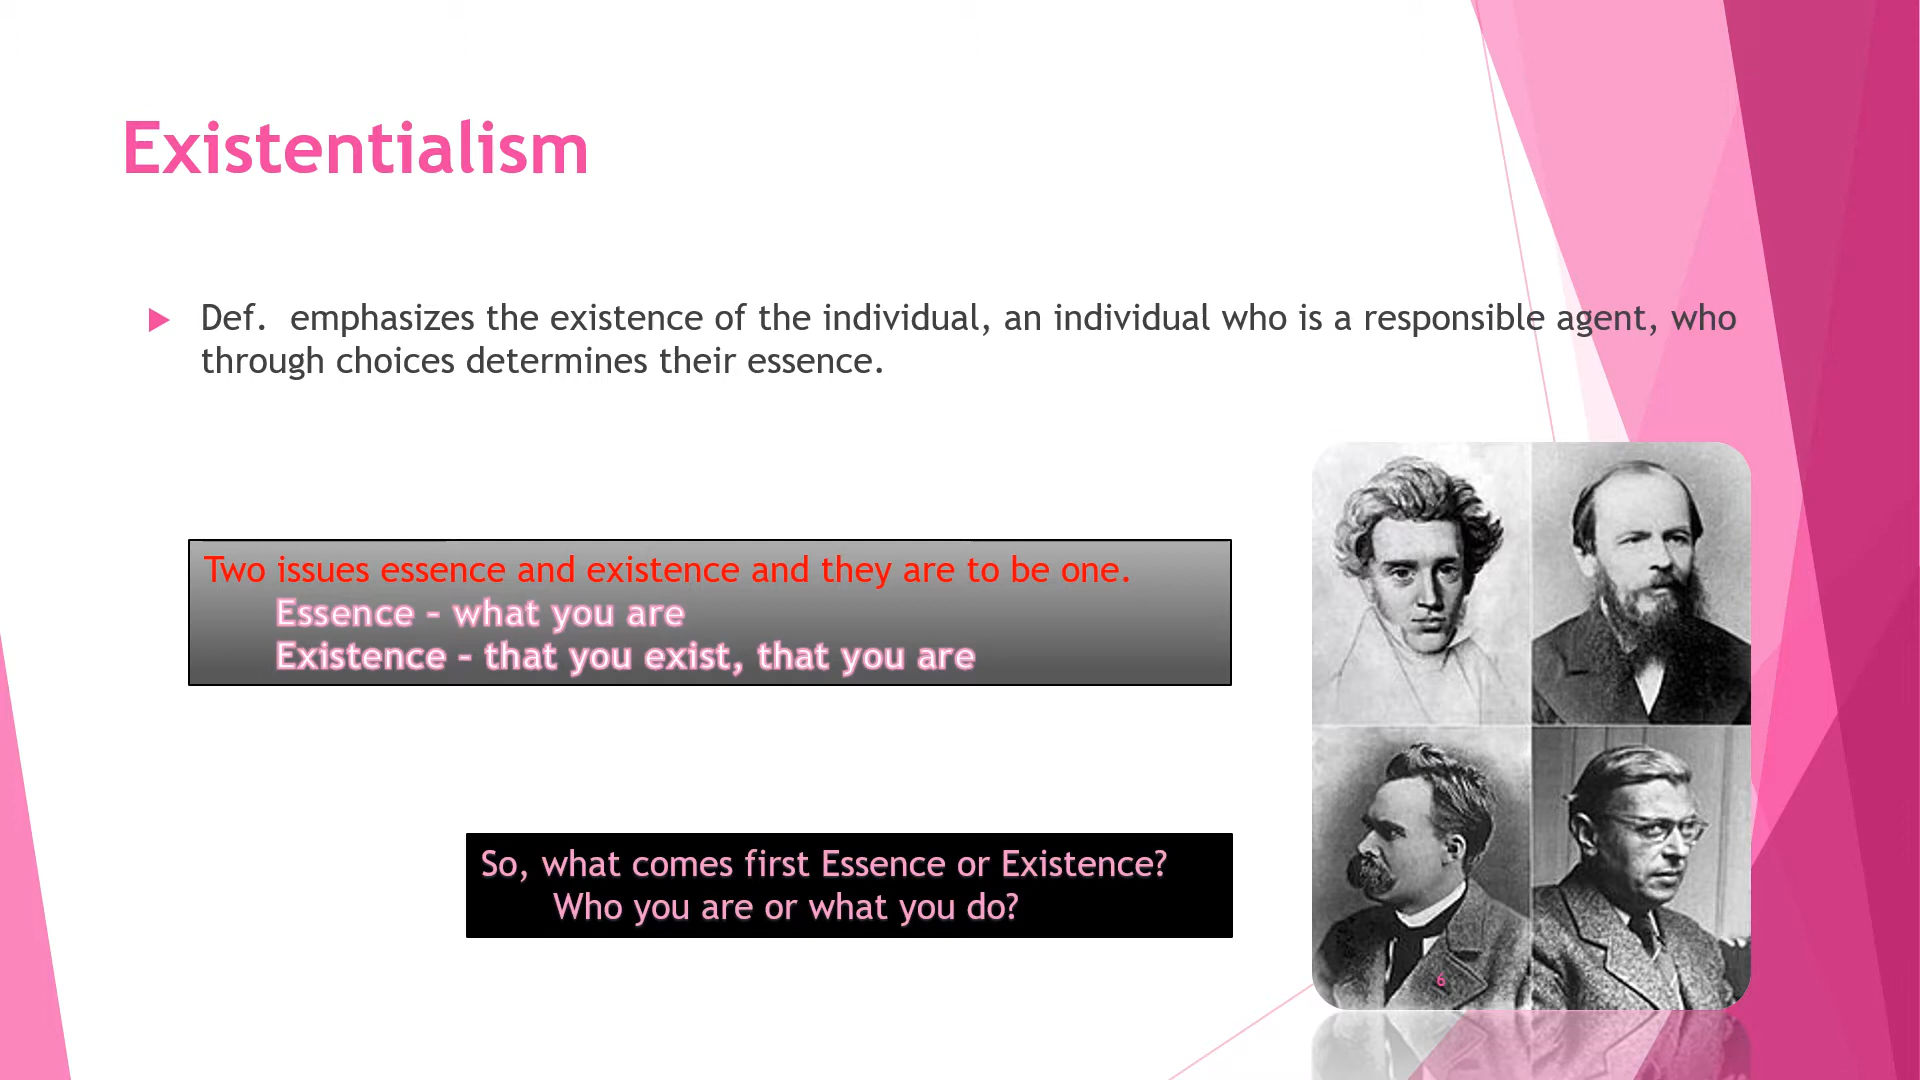 Existentialism
Def.  emphasizes the existence of the individual, an individual who is a responsible agent, who
through choices determines their essence.
Two issues essence and existence and they are to be one.
Essence – what you are
Existence – that you exist, that you are
So, what comes first Essence or Existence?
Who you are or what you do?
6